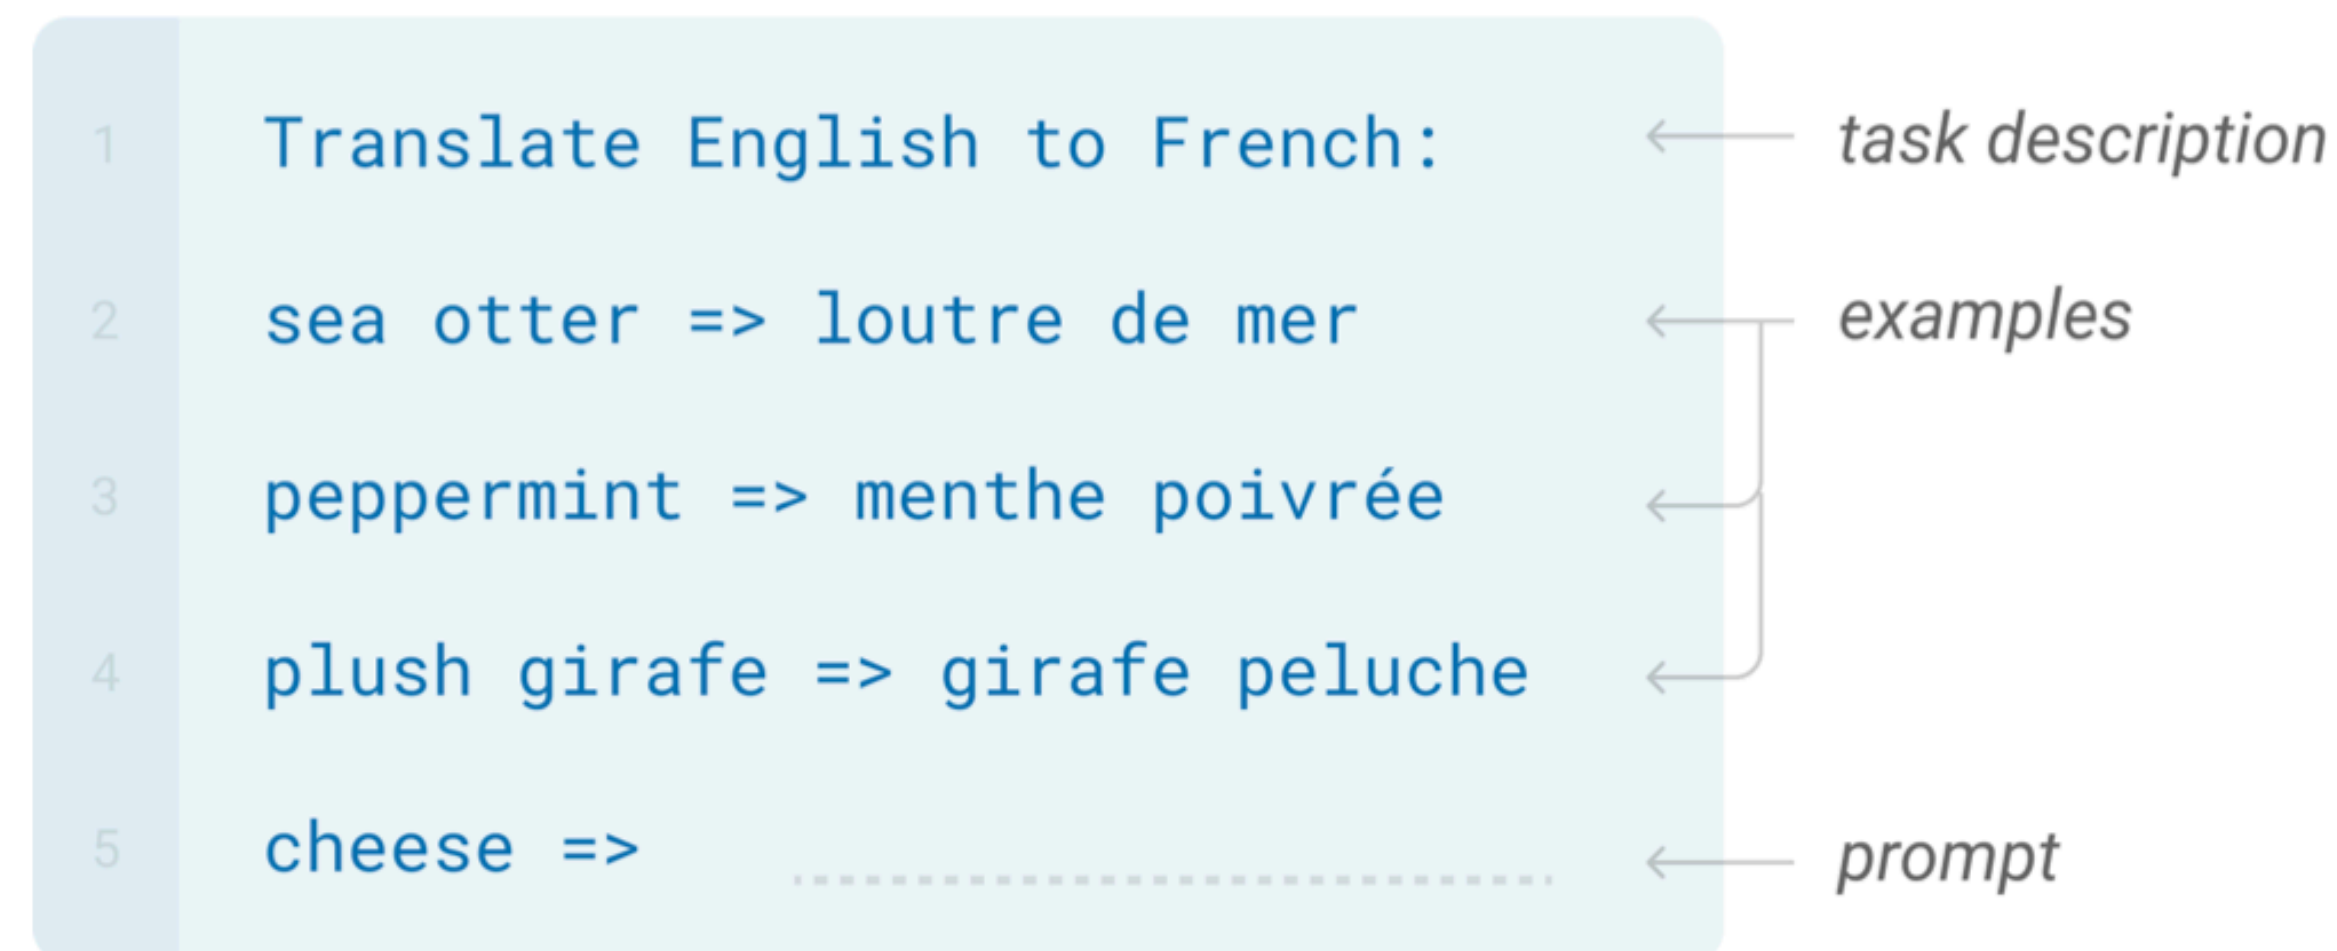 1 Translate English to French: task description
2 sea otter => loutre de mer examples
3 peppermint => menthe poivrée
4 plush girafe => girafe peluche
5 cheese => prompt